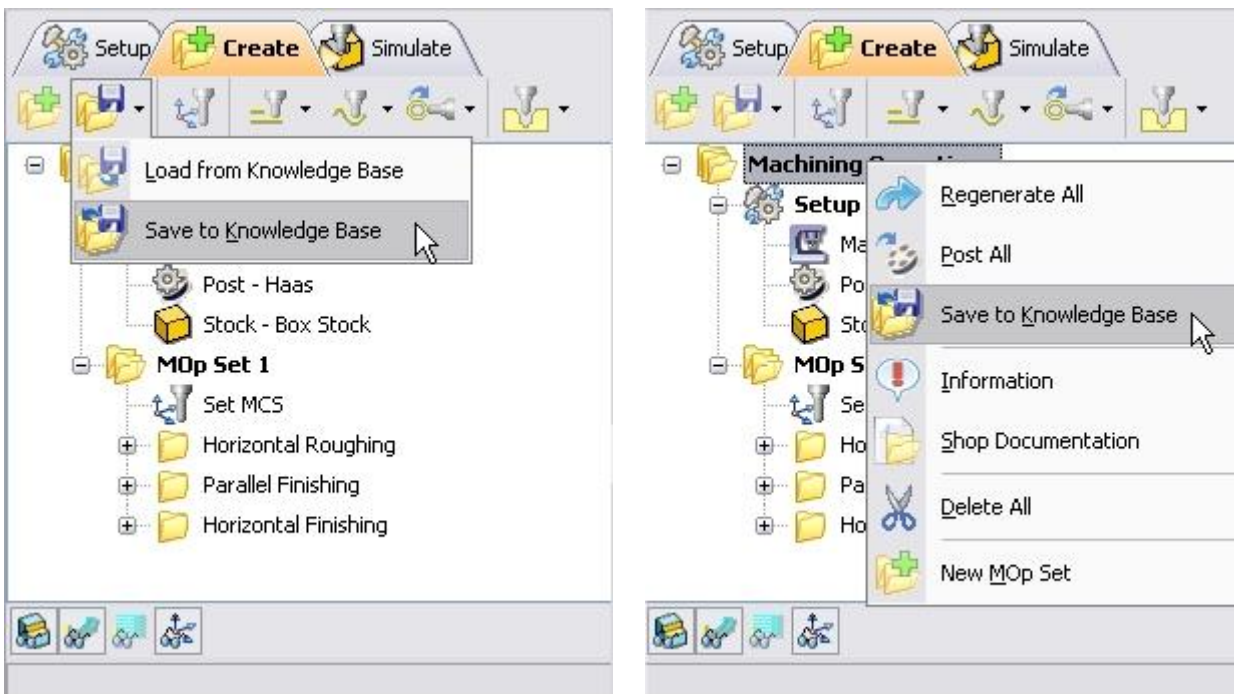 Setup Create Simulate
Load from Knowledge Base
Save to Knowledge Base
Post - Haas
Stock - Box Stock
MOp Set 1
Set MCS
Horizontal Roughing
Parallel Finishing
Horizontal Finishing
Setup Create Simulate
Machining
Regenerate All
Setup
Post All
Save to Knowledge Base
Information
Shop Documentation
Delete All
New MOp Set